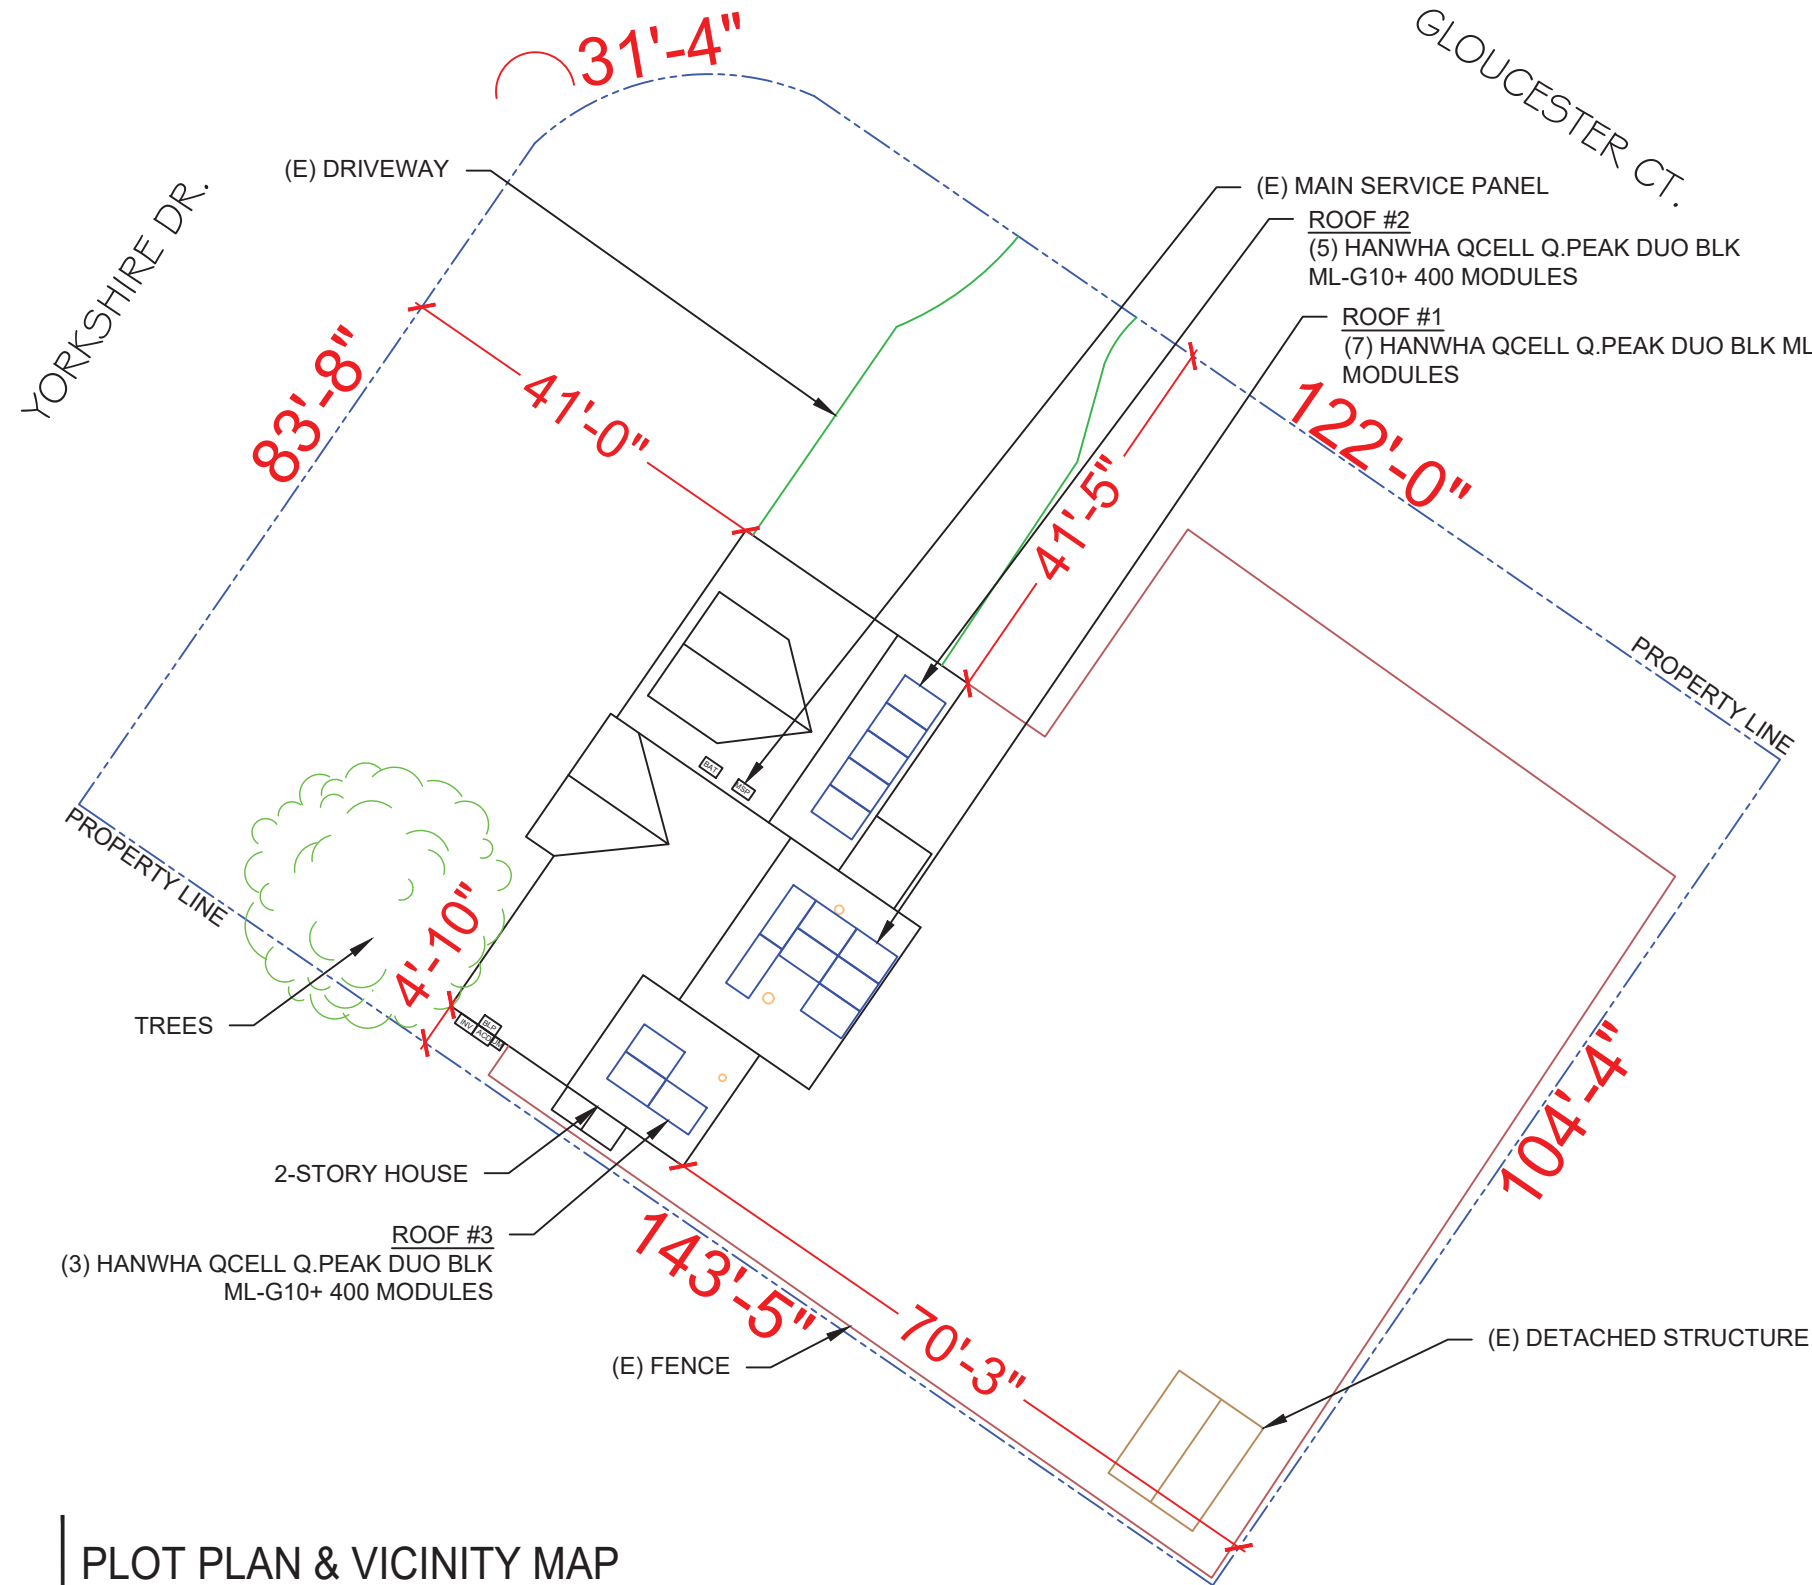 31'-4"
GLOUCESTER CT.
(E) DRIVEWAY
YORKSHIRE DR.
(E) MAIN SERVICE PANEL
ROOF #2
(5) HANWHA QCELL Q.PEAK DUO BLK
ML-G10+ 400 MODULES
ROOF #1
(7) HANWHA QCELL Q.PEAK DUO BLK ML
MODULES
83'-8"
41'-0"
122'-0"
41'-5"
PROPERTY LINE
BAT
MSP
PROPERTY LINE
4'-10"
TREES
INV
BLP
ACD
104'-4"
2-STORY HOUSE
ROOF #3
(3) HANWHA QCELL Q.PEAK DUO BLK
ML-G10+ 400 MODULES
143'-5"
70'-3"
(E) FENCE
(E) DETACHED STRUCTURE
PLOT PLAN & VICINITY MAP